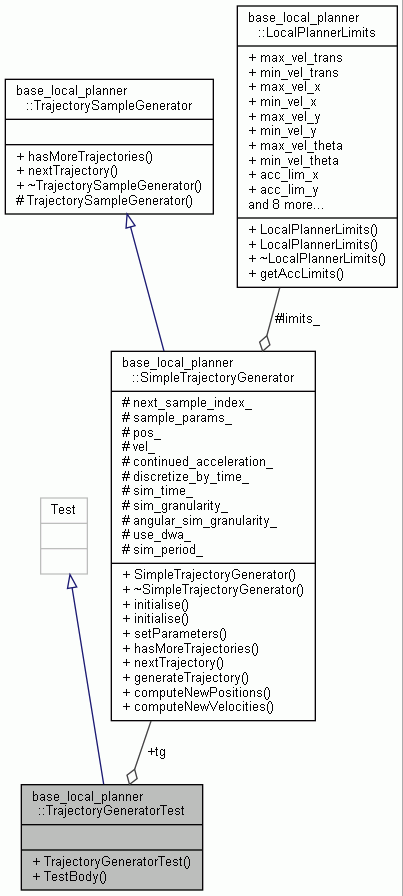 base_local_planner
::LocalPlannerLimits
+ max_vel_trans
+ min_vel_trans
+ max_vel_x
+ min_vel_x
+ max_vel_y
+ min_vel_y
+ max_vel_theta
+ min_vel_theta
+ acc_lim_x
+ acc_lim_y
and 8 more...
+ LocalPlannerLimits()
+ LocalPlannerLimits()
+ ~LocalPlannerLimits()
+ getAccLimits()
base_local_planner
::TrajectorySampleGenerator
+ hasMoreTrajectories()
+ nextTrajectory()
+ ~TrajectorySampleGenerator()
# TrajectorySampleGenerator()
#limits_
base_local_planner
::SimpleTrajectoryGenerator
# next_sample_index_
# sample_params_
# pos_
# vel_
# continued_acceleration_
# discretize_by_time_
# sim_time_
# sim_granularity_
# angular_sim_granularity_
# use_dwa_
# sim_period_
+ SimpleTrajectoryGenerator()
+ ~SimpleTrajectoryGenerator()
+ initialise()
+ initialise()
+ setParameters()
+ hasMoreTrajectories()
+ nextTrajectory()
+ generateTrajectory()
+ computeNewPositions()
+ computeNewVelocities()
Test
+tg
base_local_planner
::TrajectoryGeneratorTest
+ TrajectoryGeneratorTest()
+ TestBody()